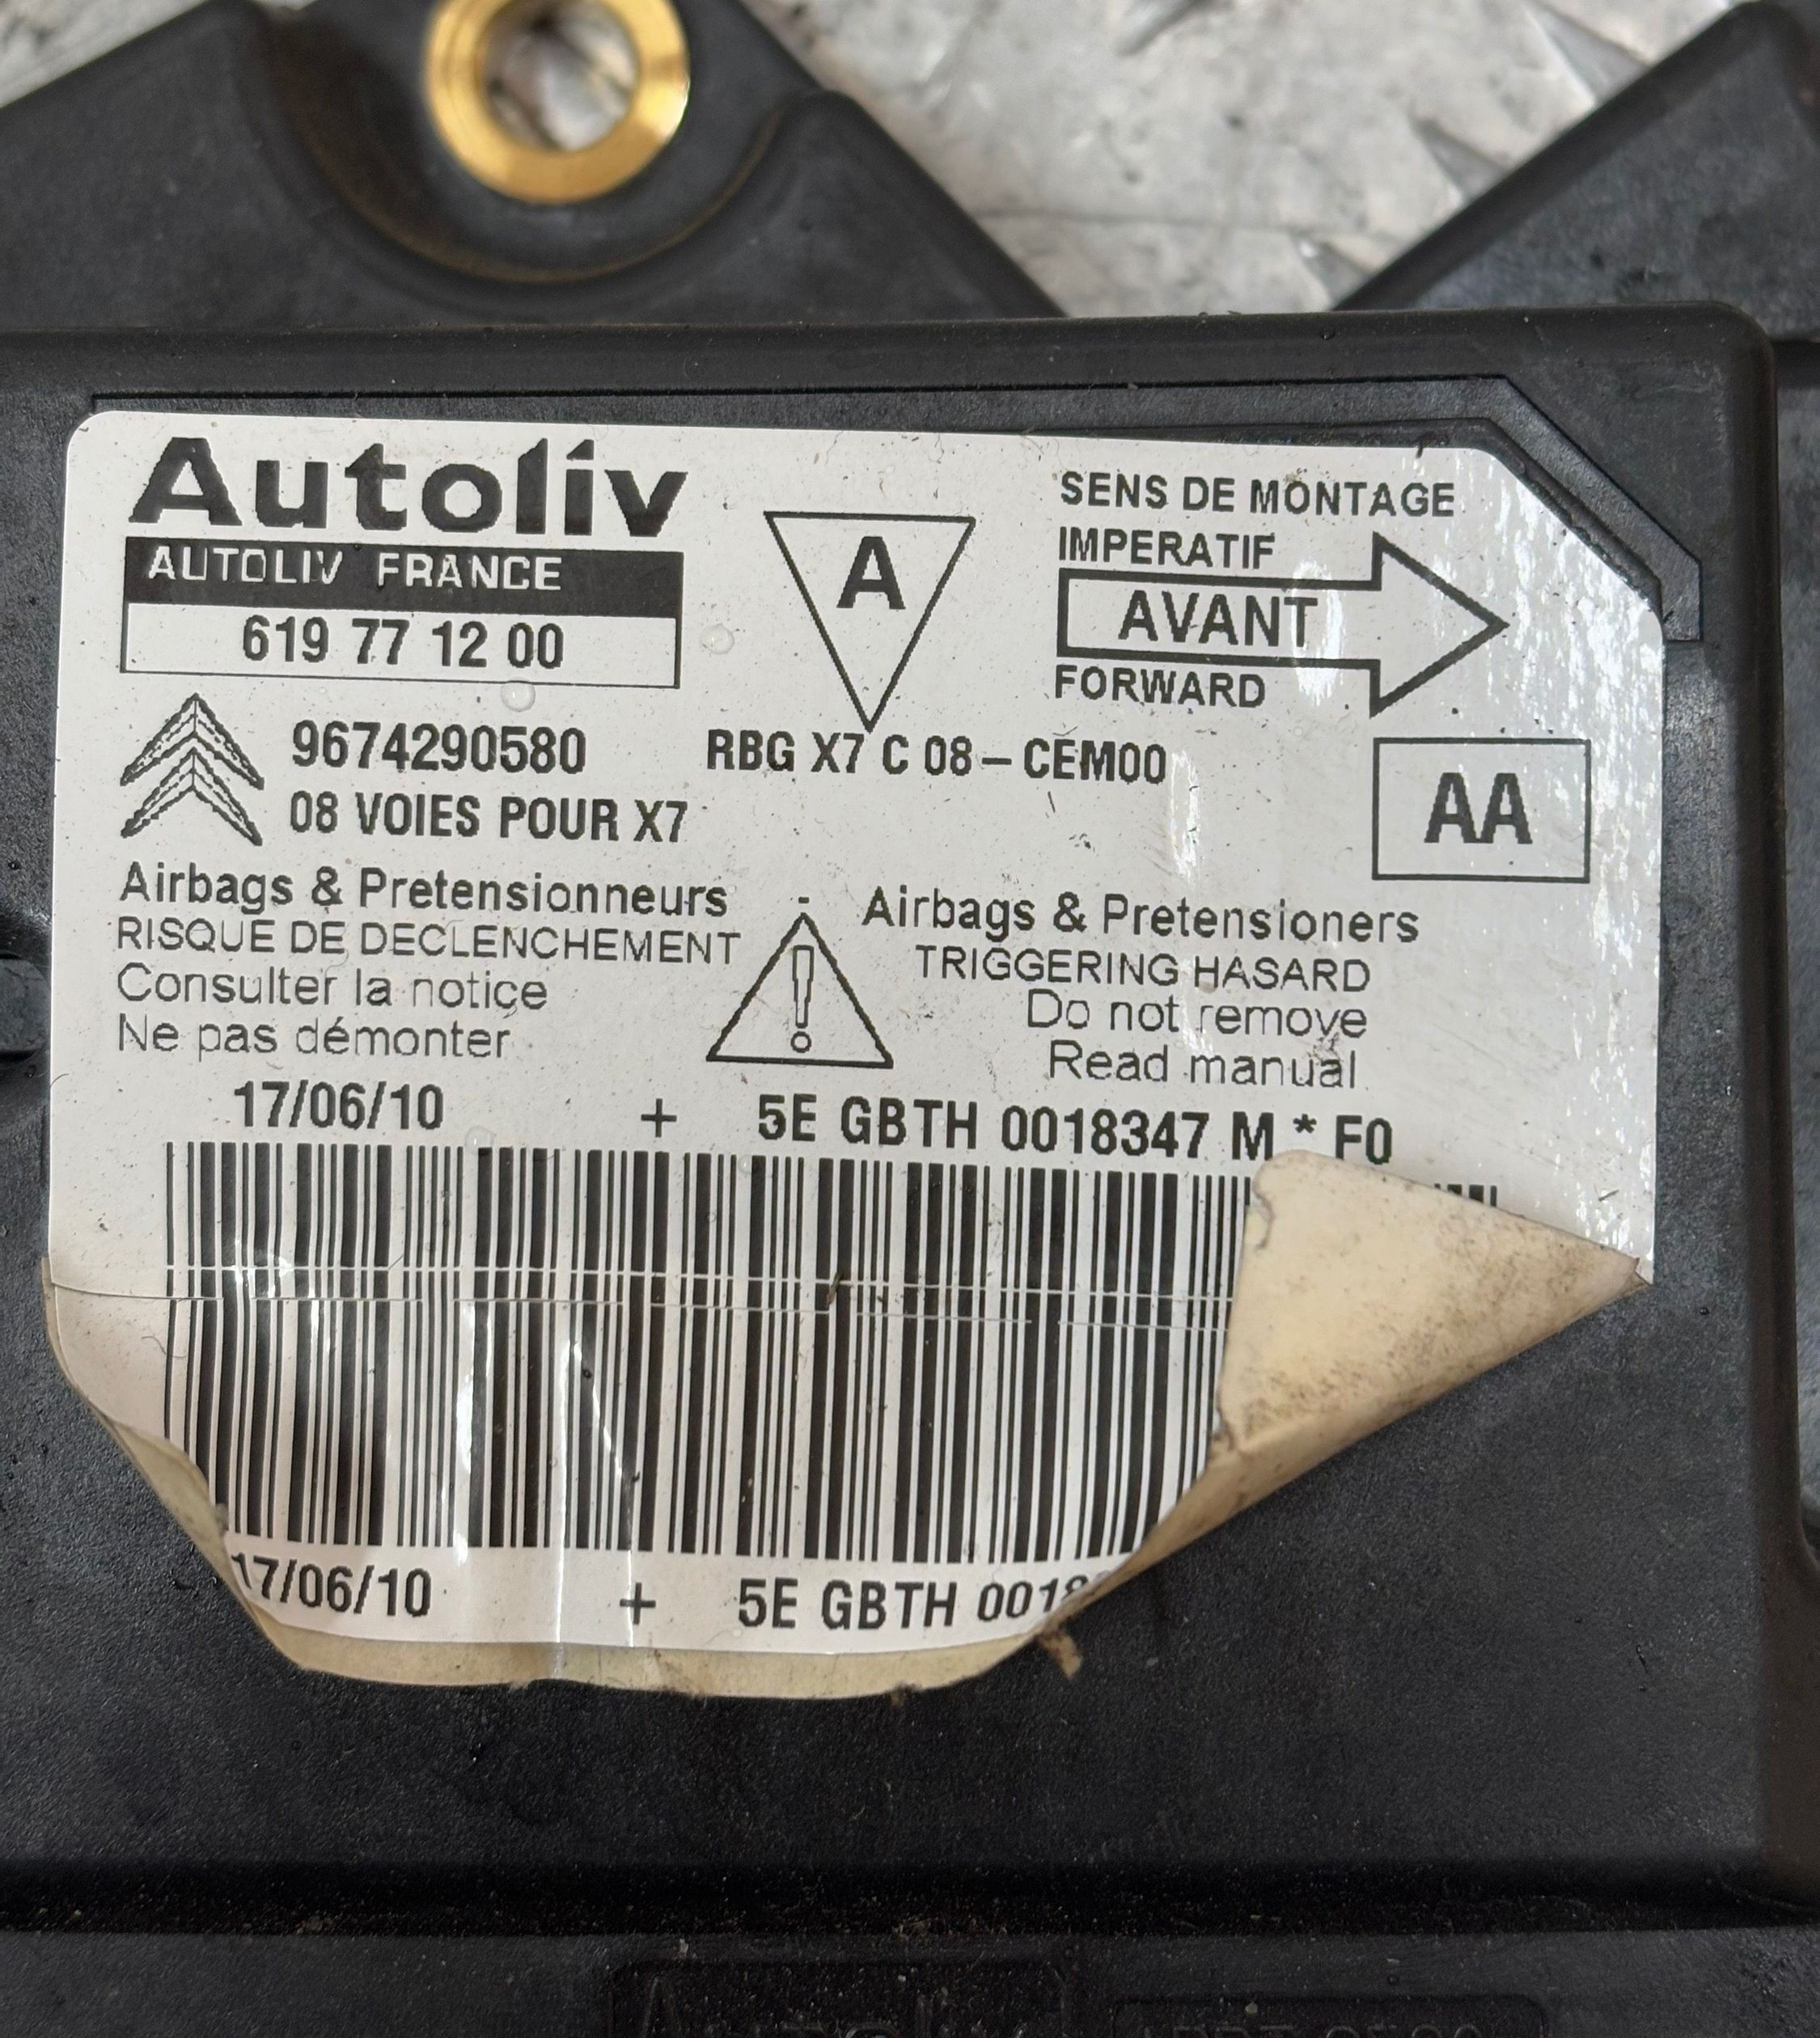 Autoliv
AUTOLIV FRANCE
619 77 12 00
A
SENS DE MONTAGE
IMPERATIF
AVANT
FORWARD
9674290580
RBG X7 C 08 – CEM00
08 VOIES POUR X7
AA
Airbags & Pretensionneurs
RISQUE DE DECLENCHEMENT
Consulter la notice
Ne pas démonter
Airbags & Pretensioners
TRIGGERING HASARD
Do not remove
Read manual
17/06/10 + 5E GBTH 0018347 M * F0
17/06/10 + 5E GBTH